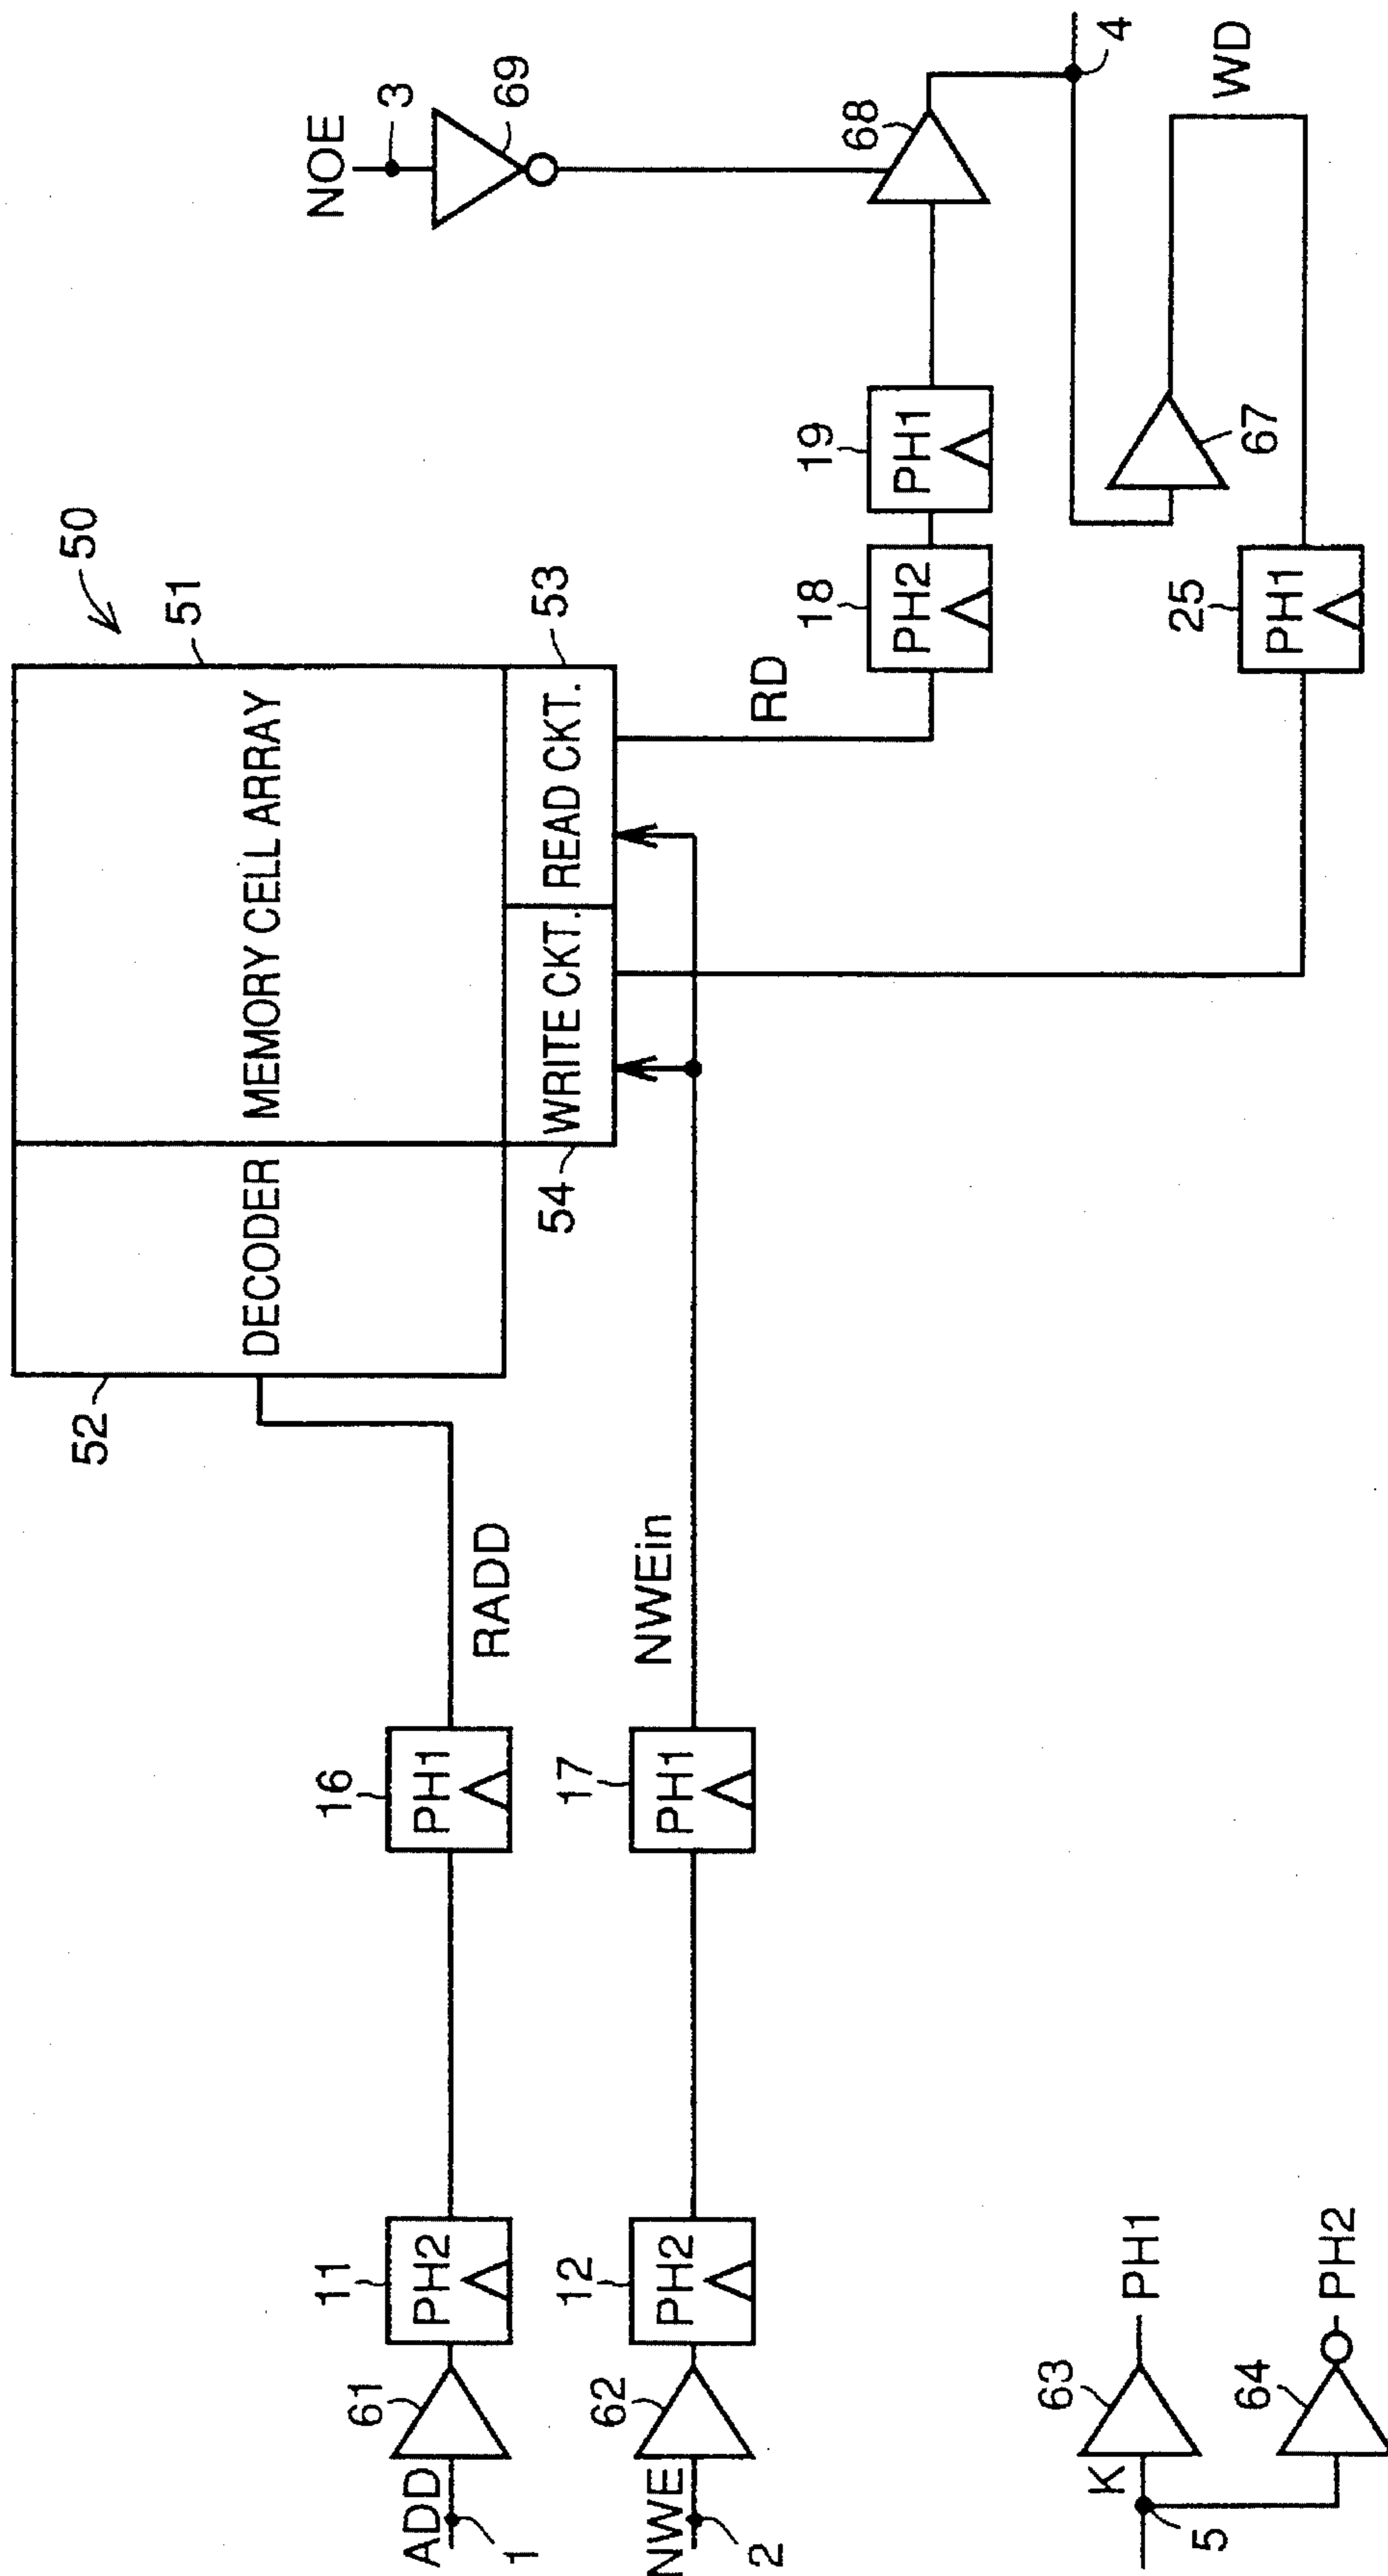 50
51
MEMORY CELL ARRAY
52
DECODER
53
READ CKT.
54
WRITE CKT.
NOE
3
69
ADD
1
61
11
PH2
16
PH1
RADD
RD
18
PH2
19
PH1
68
4
NWE
2
62
12
PH2
17
PH1
NWEin
67
WD
25
PH1
K
5
63
PH1
64
PH2